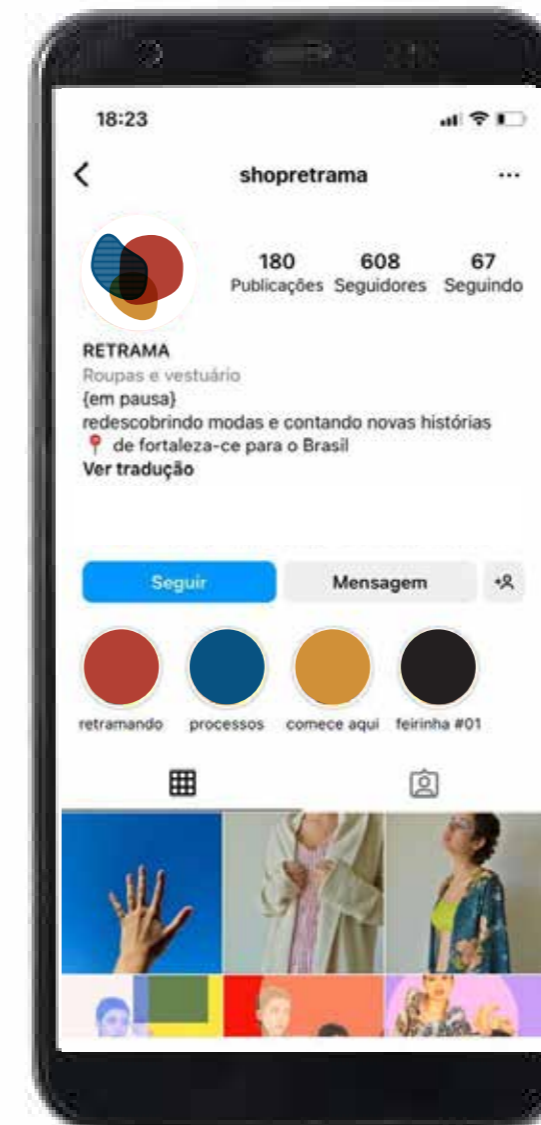 18:23
shopretrama
180 608 67
Publicações Seguidores Seguindo
RETRAMA
Roupas e vestuário
{em pausa}
redescobrindo modas e contando novas histórias
📍 de fortaleza-ce para o Brasil
Ver tradução
Seguir Mensagem
retramando processos comece aqui feirinha #01